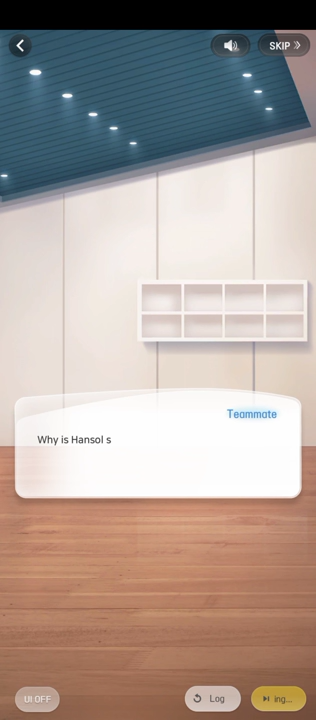 SKIP
Teammate
Why is Hansol s
UI OFF
Log
ing...